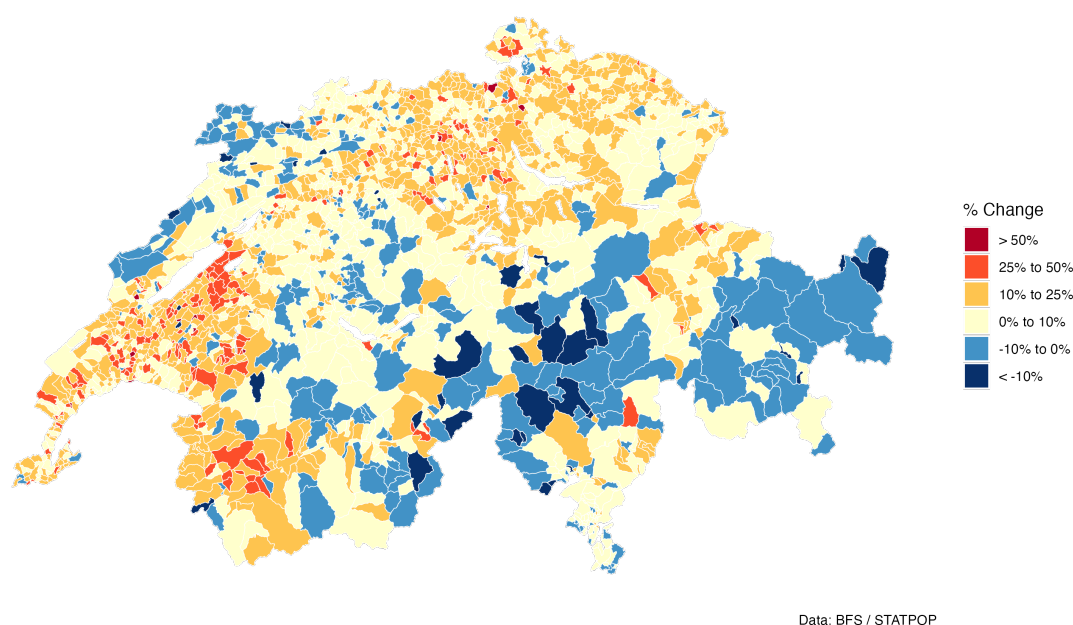 % Change
> 50%
25% to 50%
10% to 25%
0% to 10%
-10% to 0%
< -10%
Data: BFS / STATPOP